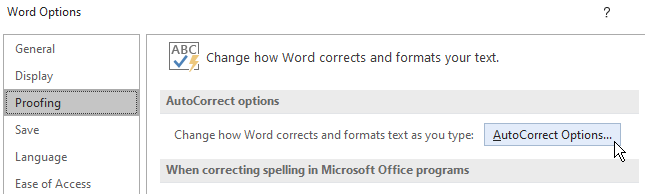 Word Options ?
General
Display
Proofing
Save
Language
Ease of Access
ABC
Change how Word corrects and formats your text.
AutoCorrect options
Change how Word corrects and formats text as you type: AutoCorrect Options...
When correcting spelling in Microsoft Office programs